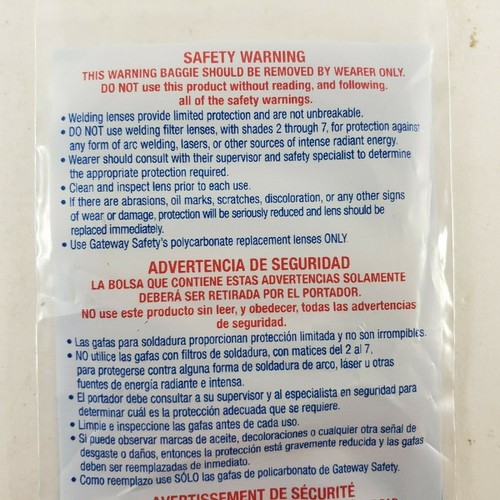 SAFETY WARNING
THIS WARNING BAGGIE SHOULD BE REMOVED BY WEARER ONLY.
DO NOT use this product without reading, and following.
all of the safety warnings.
• Welding lenses provide limited protection and are not unbreakable.
• DO NOT use welding filter lenses, with shades 2 through 7, for protection against
any form of arc welding, lasers, or other sources of intense radiant energy.
• Wearer should consult with their supervisor and safety specialist to determine
the appropriate protection required.
• Clean and inspect lens prior to each use.
• If there are abrasions, oil marks, scratches, discoloration, or any other signs
of wear or damage, protection will be seriously reduced and lens should be
replaced immediately.
• Use Gateway Safety's polycarbonate replacement lenses ONLY
ADVERTENCIA DE SEGURIDAD
LA BOLSA QUE CONTIENE ESTAS ADVERTENCIAS SOLAMENTE
DEBERÁ SER RETIRADA POR EL PORTADOR.
NO use este producto sin leer, y obedecer, todas las advertencias
de seguridad.
• Las gafas para soldadura proporcionan protección limitada y no son irrompibles.
• NO utilice las gafas con filtros de soldadura, con matices del 2 al 7,
para protegerse contra alguna forma de soldadura de arco, láser u otras
fuentes de energía radiante e intensa.
• El portador debe consultar a su supervisor y al especialista en seguridad para
determinar cuál es la protección adecuada que se requiere.
• Limpie e inspeccione las gafas antes de cada uso.
• Si puede observar marcas de aceite, decoloraciones o cualquier otra señal de
desgaste o daños, entonces la protección está gravemente reducida y las gafas
deben ser reemplazadas de inmediato.
• Como reemplazo use SÓLO las gafas de policarbonato de Gateway Safety.
AVERTISSEMENT DE SÉCURITÉ